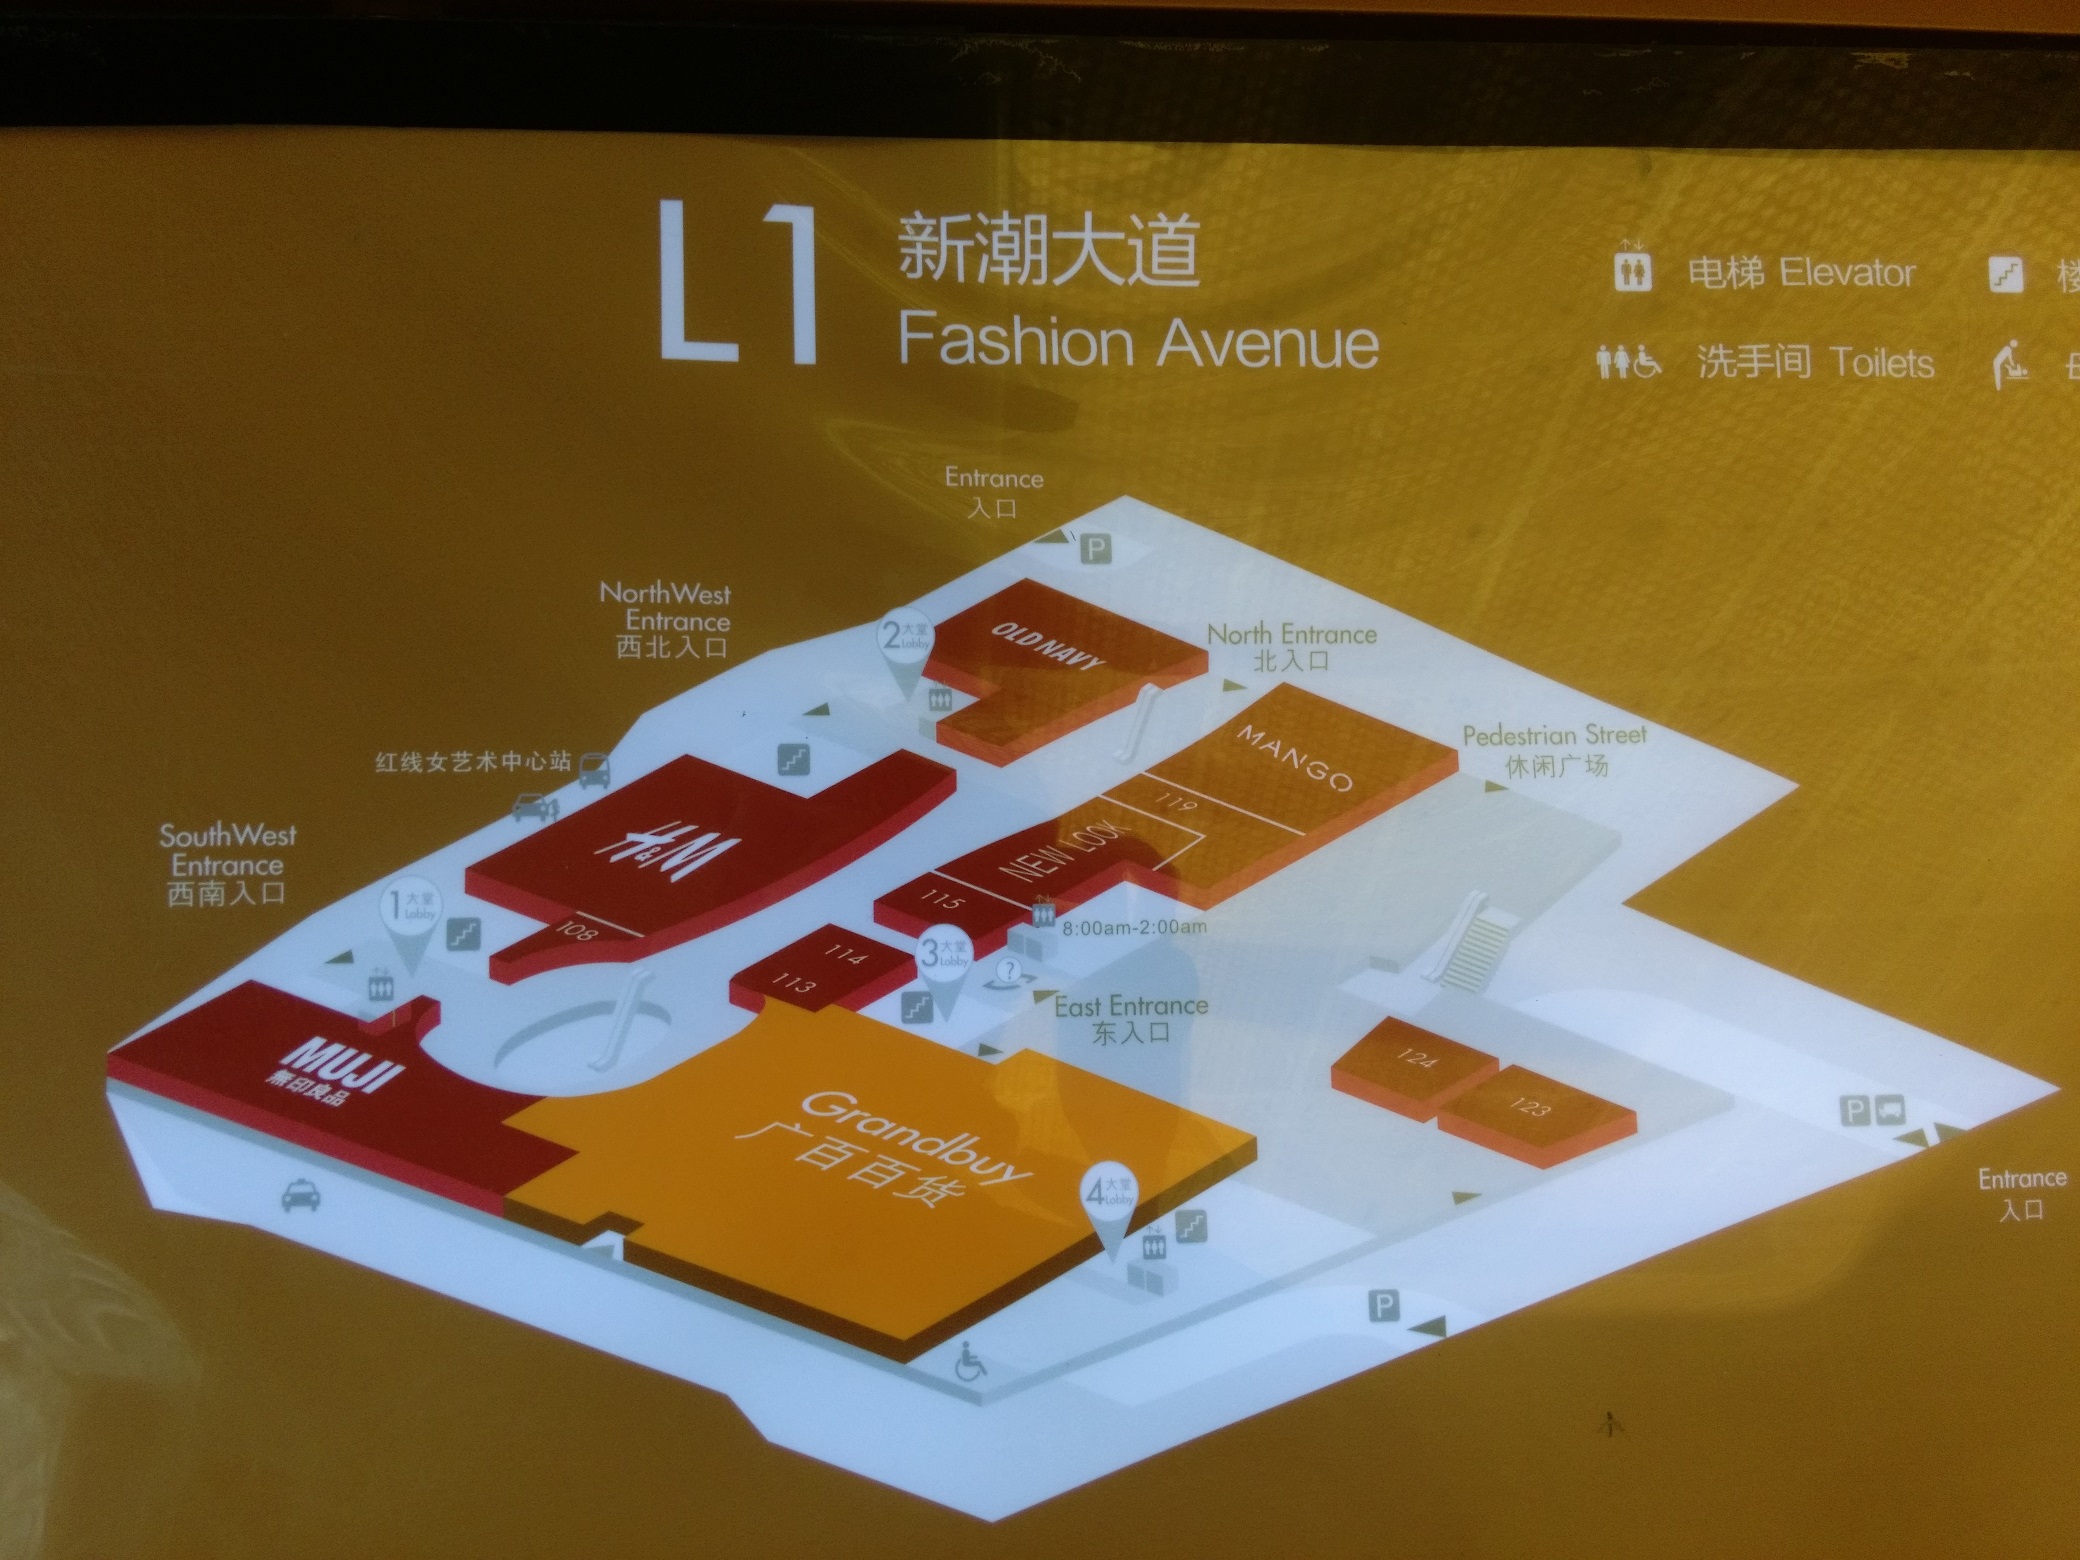 L1
新潮大道
Fashion Avenue
电梯 Elevator
洗手间 Toilets
Entrance
入口
P
NorthWest
Entrance
西北入口
2 大堂
Lobby
OLD NAVY
North Entrance
北入口
MANGO
Pedestrian Street
休闲广场
红线女艺术中心站
119
H&M
NEW LOOK
SouthWest
Entrance
西南入口
1 大堂
Lobby
115
108
8:00am-2:00am
114
113
3 大堂
Lobby
?
East Entrance
东入口
MUJI
無印良品
124
123
Grandbuy
广百百货
P
4 大堂
Lobby
Entrance
入口
P